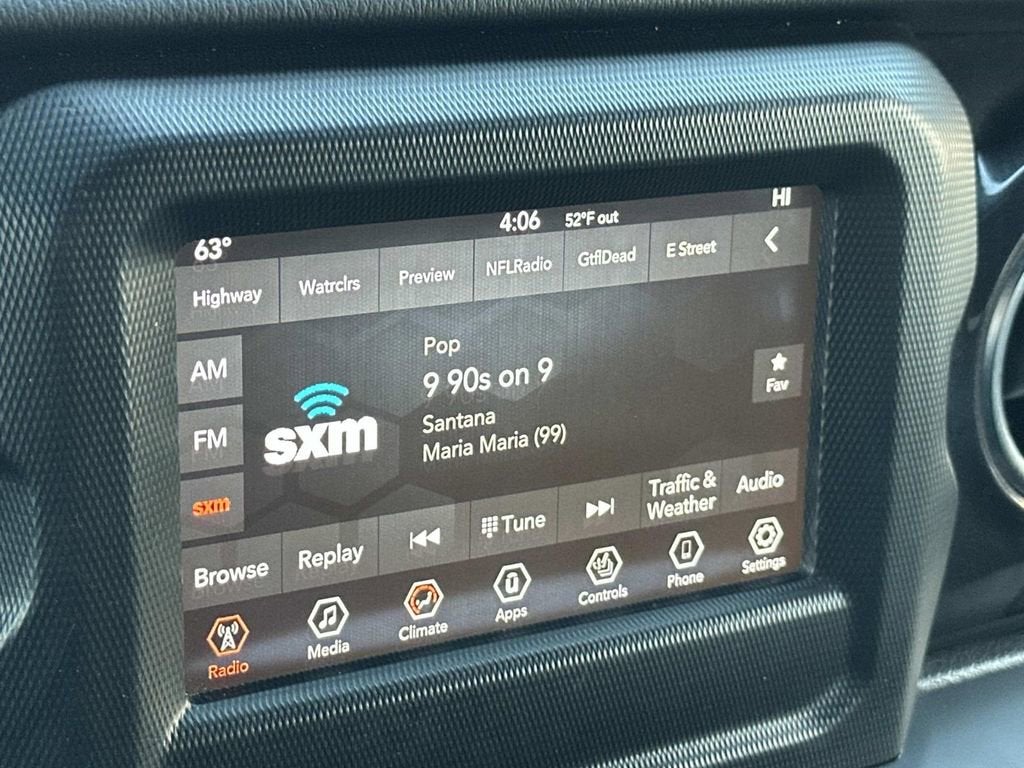 63° 4:06 52°F out HI
Highway Watrclrs Preview NFLRadio GtflDead E Street
AM
FM
sxm
sxm
Pop
9 90s on 9
Santana
Maria Maria (99)
Fav
Browse Replay Tune Traffic & Weather Audio
Radio Media Climate Apps Controls Phone Settings